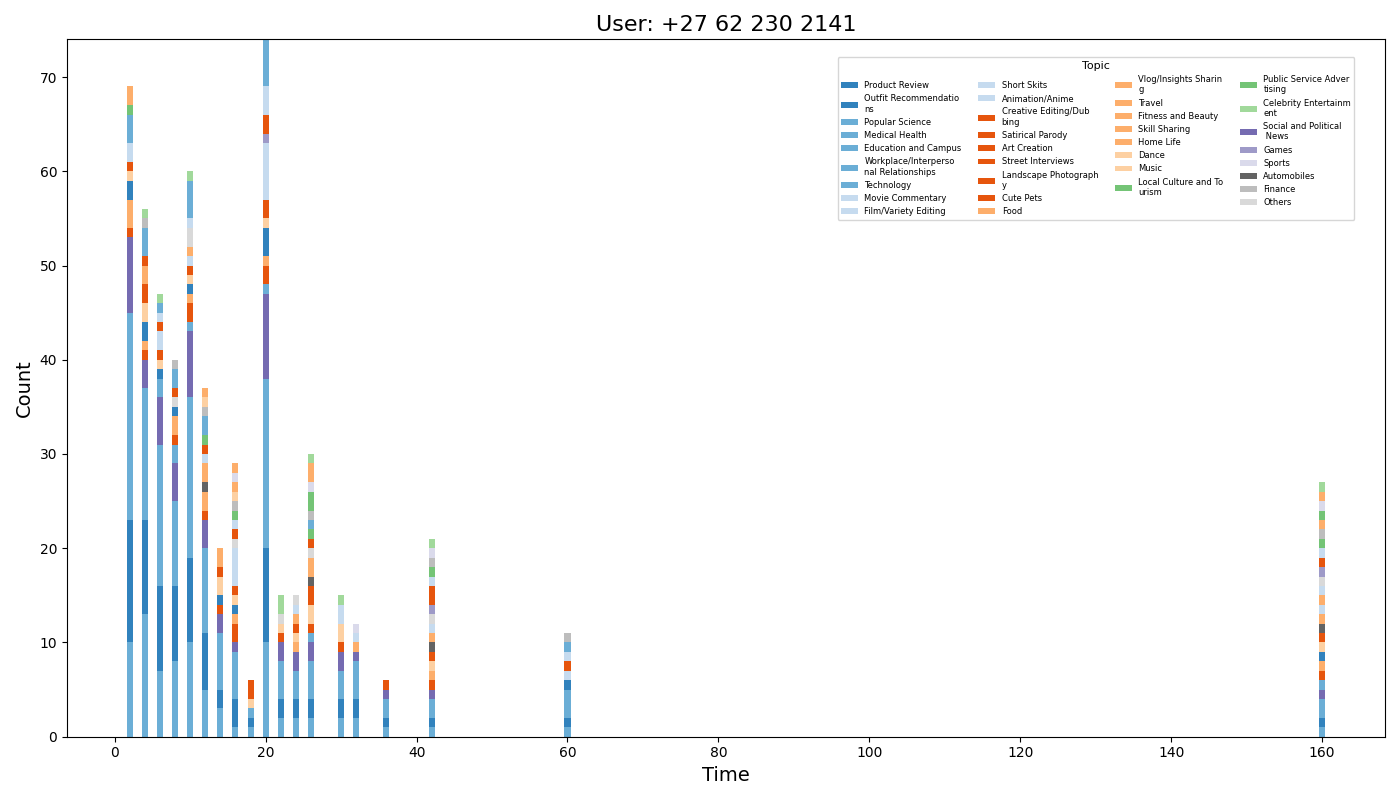 User: +27 62 230 2141
Topic
Product Review
Outfit Recommendatio
ns
Popular Science
Medical Health
Education and Campus
Workplace/Interperso
nal Relationships
Technology
Movie Commentary
Film/Variety Editing
Short Skits
Animation/Anime
Creative Editing/Dub
bing
Satirical Parody
Art Creation
Street Interviews
Landscape Photograph
y
Cute Pets
Food
Vlog/Insights Sharin
g
Travel
Fitness and Beauty
Skill Sharing
Home Life
Dance
Music
Local Culture and To
urism
Public Service Adver
tising
Celebrity Entertainm
ent
Social and Political
News
Games
Sports
Automobiles
Finance
Others
Count
70
60
50
40
30
20
10
0
0 20 40 60 80 100 120 140 160
Time